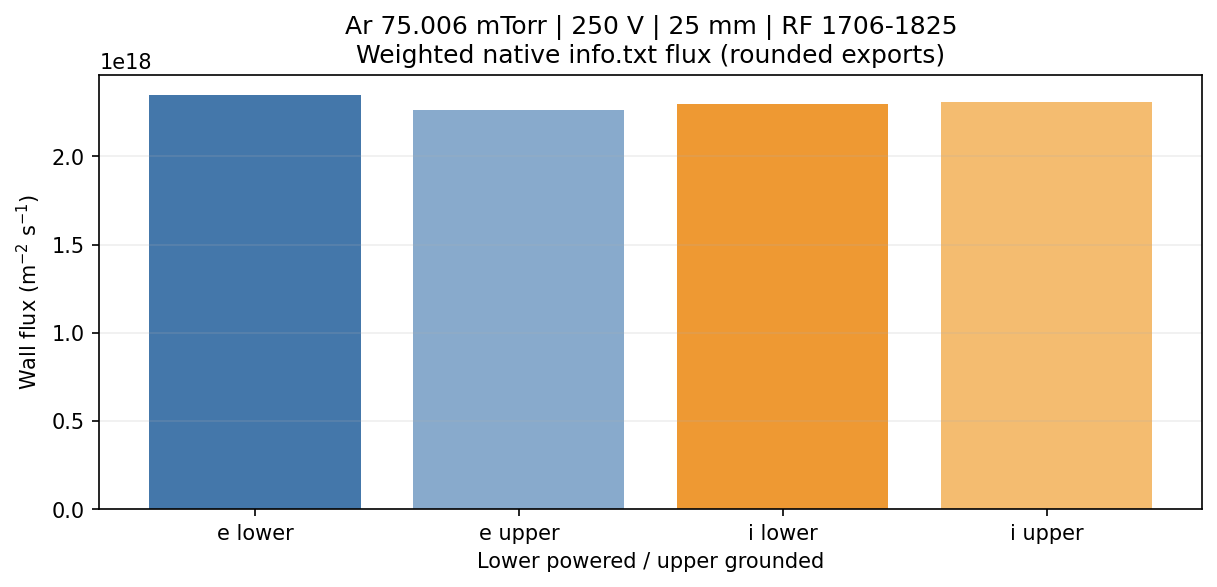 Ar 75.006 mTorr | 250 V | 25 mm | RF 1706-1825
Weighted native info.txt flux (rounded exports)
1e18
Wall flux (m⁻² s⁻¹)
2.0
1.5
1.0
0.5
0.0
e lower
e upper
i lower
i upper
Lower powered / upper grounded